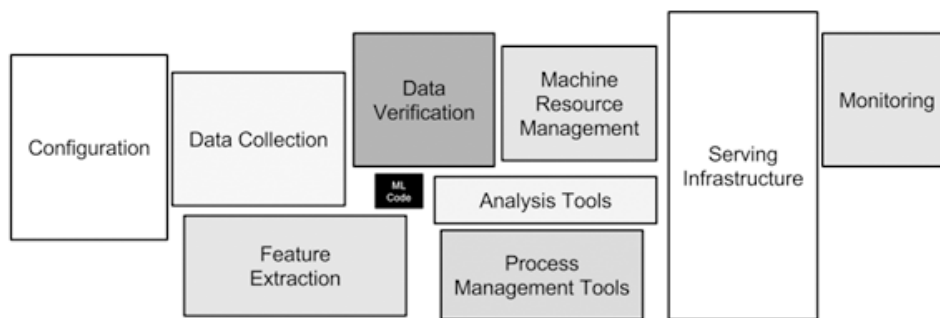 Configuration
Data Collection
Feature
Extraction
Data
Verification
ML
Code
Machine
Resource
Management
Analysis Tools
Process
Management Tools
Serving
Infrastructure
Monitoring